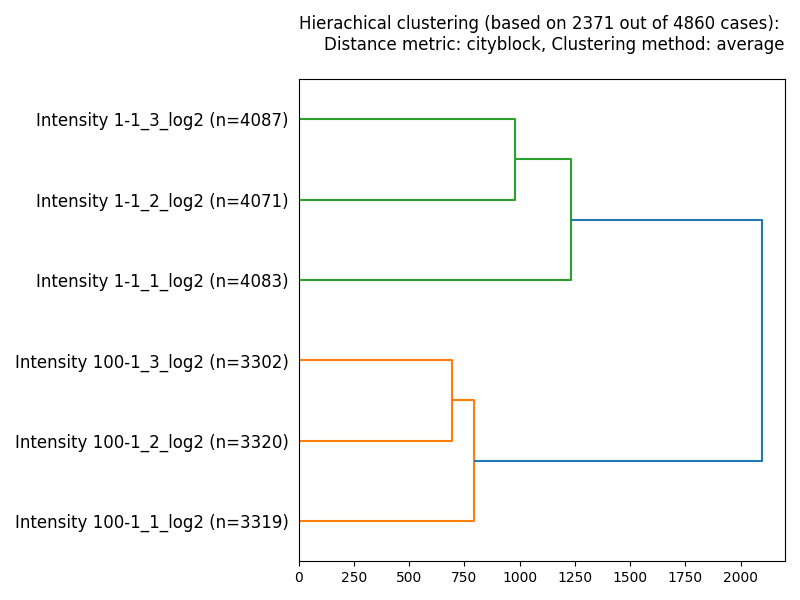 Hierachical clustering (based on 2371 out of 4860 cases):
Distance metric: cityblock, Clustering method: average
Intensity 1-1_3_log2 (n=4087)
Intensity 1-1_2_log2 (n=4071)
Intensity 1-1_1_log2 (n=4083)
Intensity 100-1_3_log2 (n=3302)
Intensity 100-1_2_log2 (n=3320)
Intensity 100-1_1_log2 (n=3319)
0 250 500 750 1000 1250 1500 1750 2000